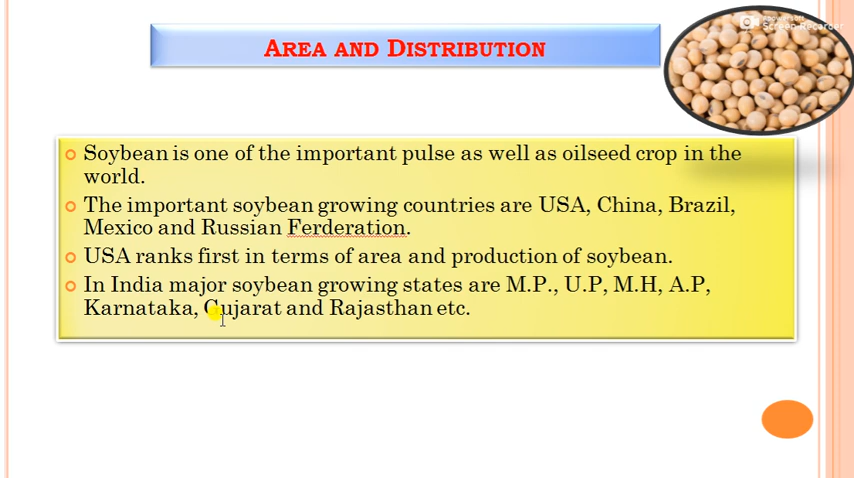 AREA AND DISTRIBUTION
Soybean is one of the important pulse as well as oilseed crop in the
world.
The important soybean growing countries are USA, China, Brazil,
Mexico and Russian Ferderation.
USA ranks first in terms of area and production of soybean.
In India major soybean growing states are M.P., U.P, M.H, A.P,
Karnataka, Gujarat and Rajasthan etc.
Screen Recorder